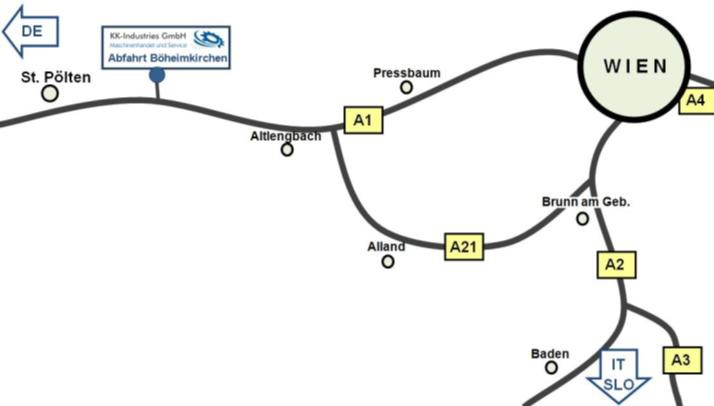 DE
KK-Industries GmbH
Maschinenhandel und Service
Abfahrt Böheimkirchen
St. Pölten
Pressbaum
WIEN
A4
A1
Altlengbach
Brunn am Geb.
Alland
A21
A2
Baden
IT
SLO
A3